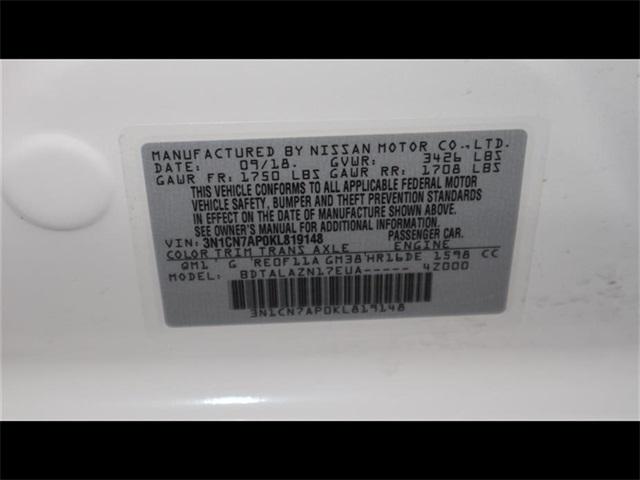 MANUFACTURED BY NISSAN MOTOR CO.,LTD.
DATE: 09/18. GVWR: 3426 LBS
GAWR FR: 1750 LBS GAWR RR: 1708 LBS
THIS VEHICLE CONFORMS TO ALL APPLICABLE FEDERAL MOTOR
VEHICLE SAFETY, BUMPER AND THEFT PREVENTION STANDARDS
IN EFFECT ON THE DATE OF MANUFACTURE SHOWN ABOVE.
SEE OWNER'S MANUAL FOR ADDITIONAL INFORMATION.
VIN: 3N1CN7AP0KL819148 PASSENGER CAR.
COLOR TRIM TRANS AXLE ENGINE
QM1 G RE0F11A GM38 HR16DE 1598 CC
MODEL: BDTALAZN17EUA----- 4Z000
3N1CN7AP0KL819148